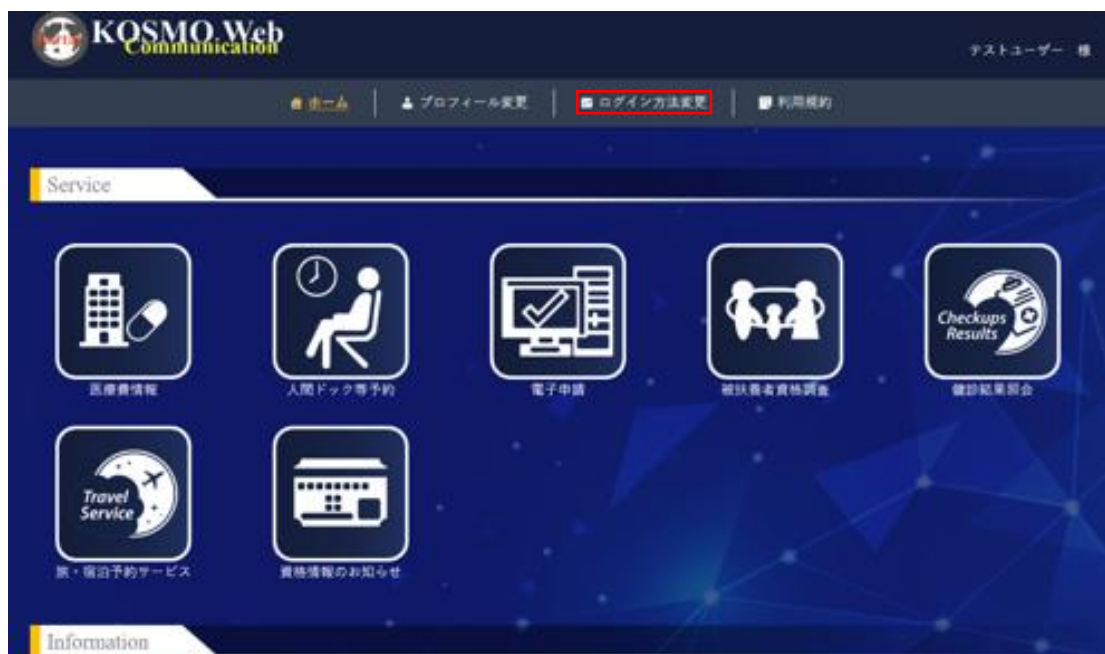 Portal
KOSMO Web
Communication
テストユーザー 様
ホーム
プロフィール変更
ログイン方法変更
利用規約
Service
医療費情報
人間ドック等予約
電子申請
被扶養者資格調査
Checkups
Results
健診結果照会
Travel
Service
旅・宿泊予約サービス
資格情報のお知らせ
Information